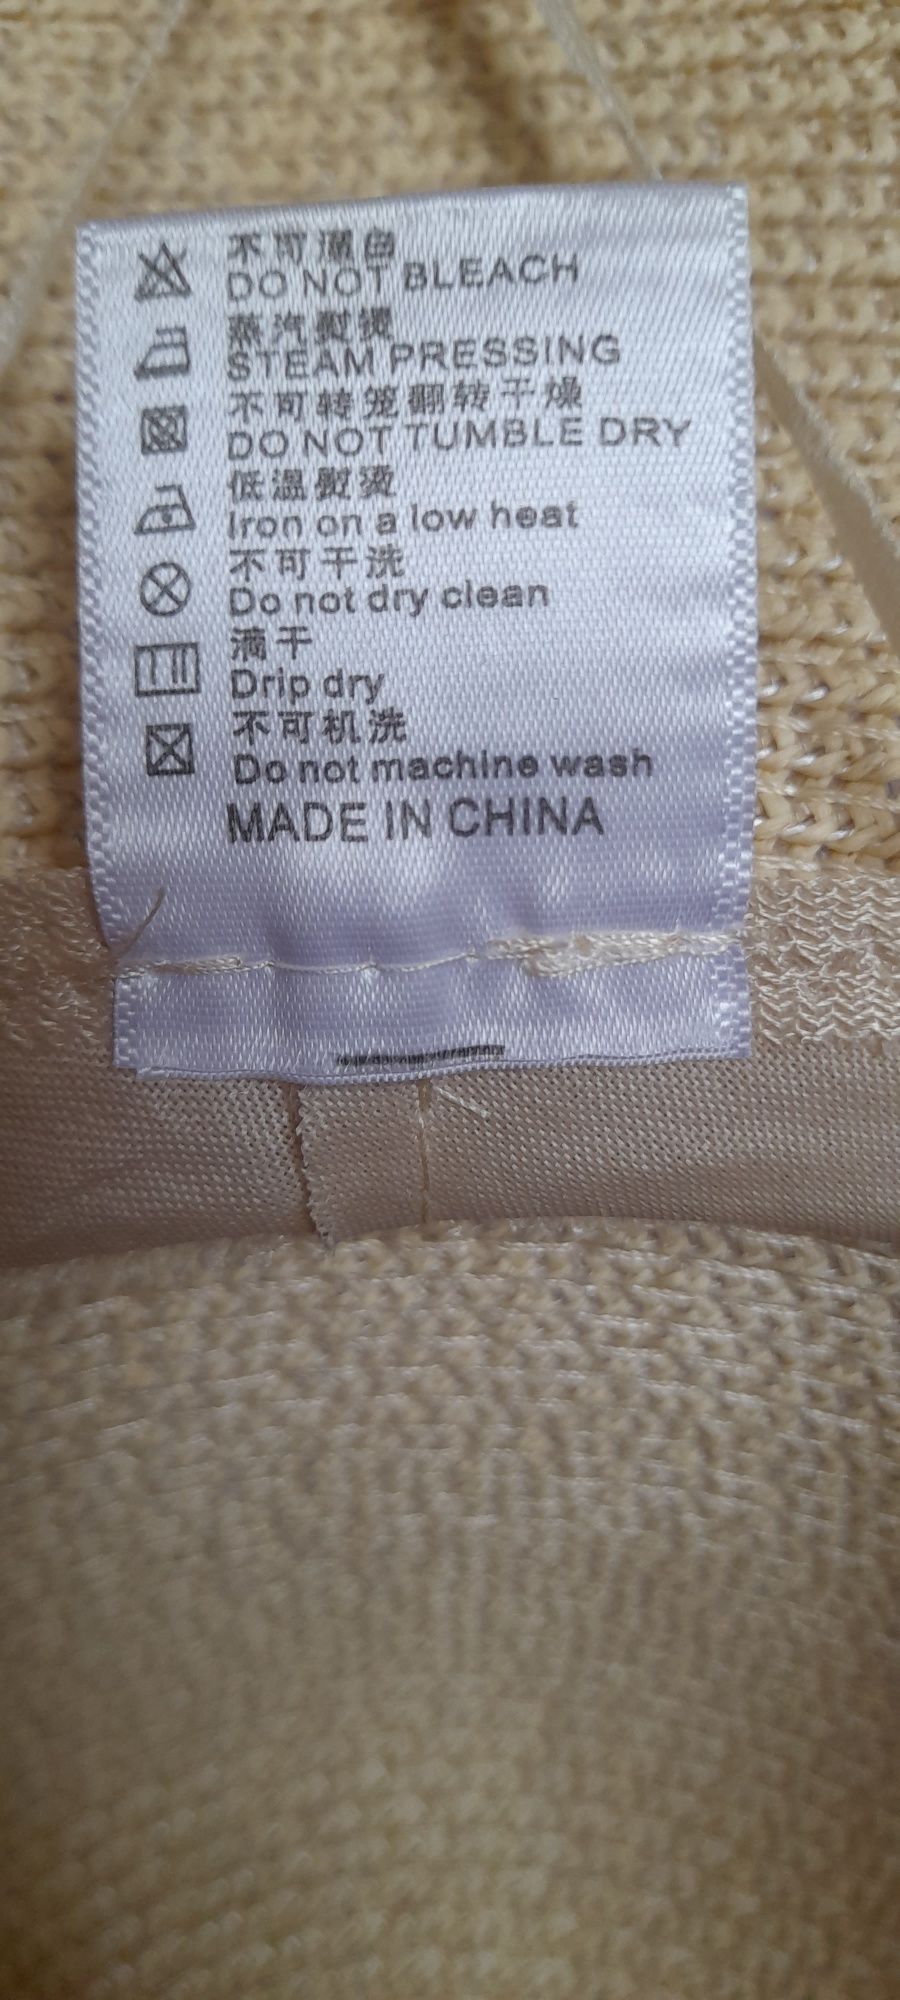 不可漂白
DO NOT BLEACH
蒸汽熨烫
STEAM PRESSING
不可转笼翻转干燥
DO NOT TUMBLE DRY
低温熨烫
Iron on a low heat
不可干洗
Do not dry clean
滴干
Drip dry
不可机洗
Do not machine wash
MADE IN CHINA